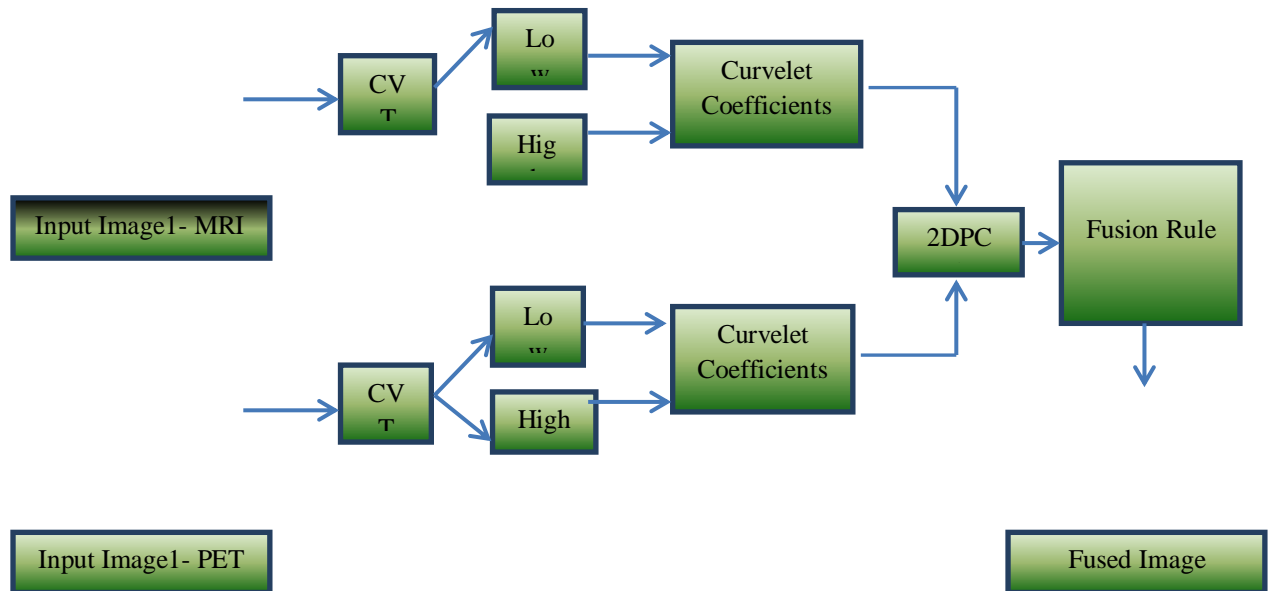 Lo
w
CV
T
Curvelet
Coefficients
Hig
Input Image1- MRI
2DPC
Fusion Rule
Lo
w
Curvelet
Coefficients
CV
T
High
Input Image1- PET
Fused Image